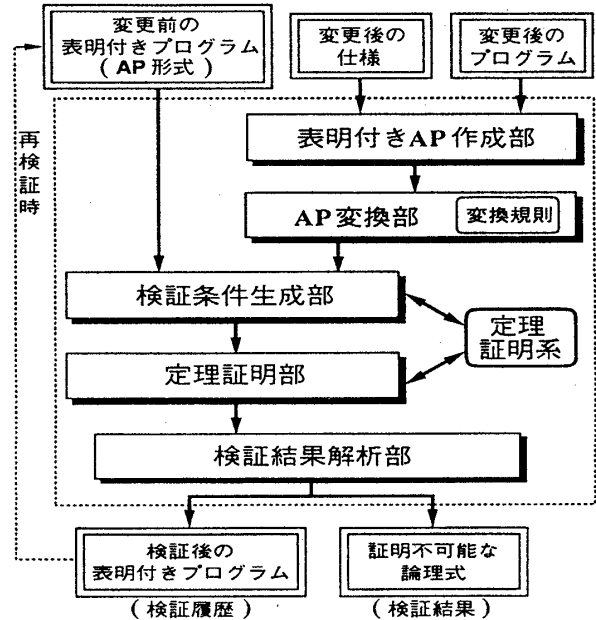 変更前の
表明付きプログラム
( AP 形式 )
変更後の
仕様
変更後の
プログラム
再検証時
表明付きAP作成部
AP変換部
変換規則
検証条件生成部
定理
証明系
定理証明部
検証結果解析部
検証後の
表明付きプログラム
( 検証履歴 )
証明不可能な
論理式
( 検証結果 )